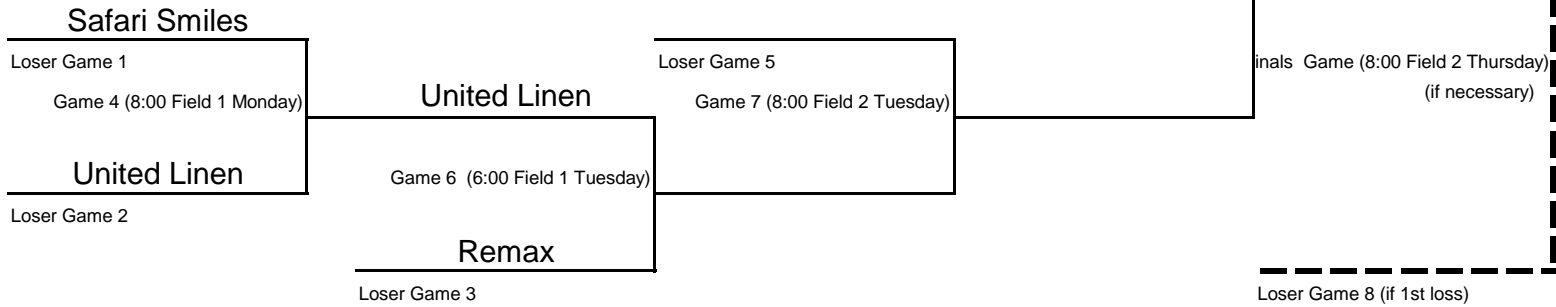 Safari Smiles
Loser Game 1
Loser Game 5
inals  Game (8:00 Field 2 Thursday)
Game 4 (8:00 Field 1 Monday)
United Linen
Game 7 (8:00 Field 2 Tuesday)
(if necessary)
United Linen
Game 6  (6:00 Field 1 Tuesday)
Loser Game 2
Remax
Loser Game 3
Loser Game 8 (if 1st loss)